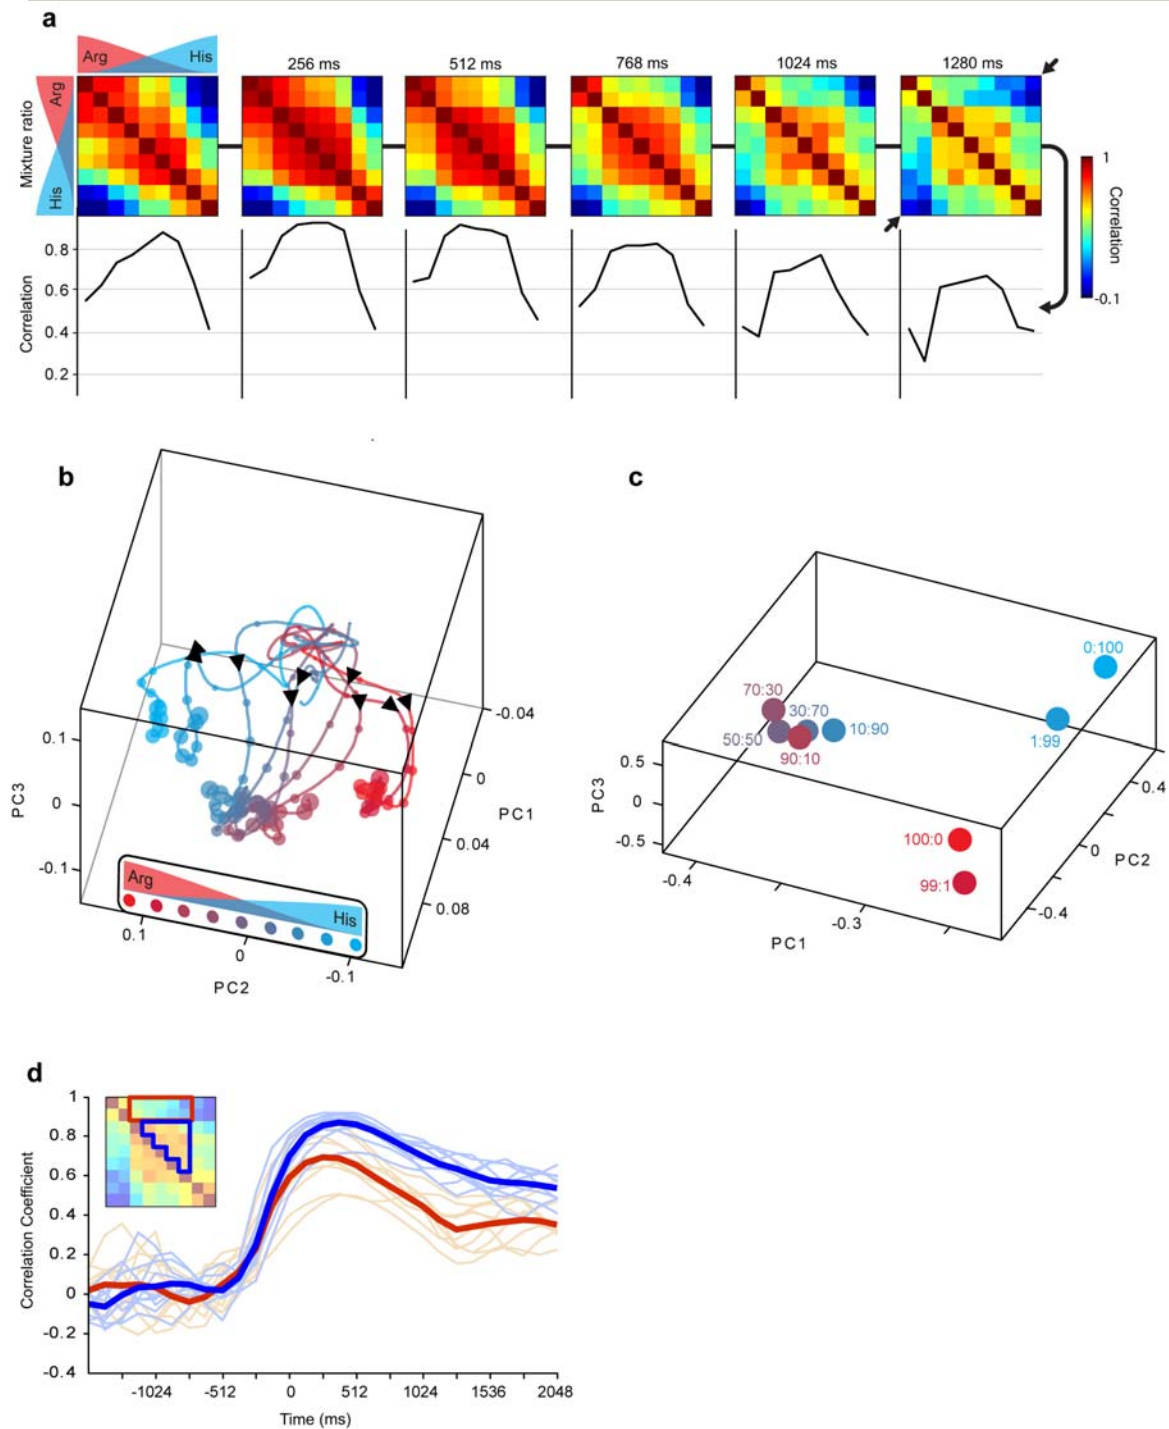 a
Arg His
256 ms 512 ms 768 ms 1024 ms 1280 ms
Mixture ratio
Arg
His
1
Correlation
-0.1
Correlation
0.8
0.6
0.4
0.2
b
PC3
0.1
0
-0.1
-0.04
0
PC1
0.04
0.08
Arg
His
0.1
0
-0.1
PC2
c
0:100
70:30
30:70
50:50
10:90
90:10
1:99
100:0
99:1
PC3
0.5
0
-0.5
0.4
0
PC2
-0.4
-0.4
-0.3
PC1
d
Correlation Coefficient
1
0.8
0.6
0.4
0.2
0
-0.2
-0.4
-1024 -512 0 512 1024 1536 2048
Time (ms)